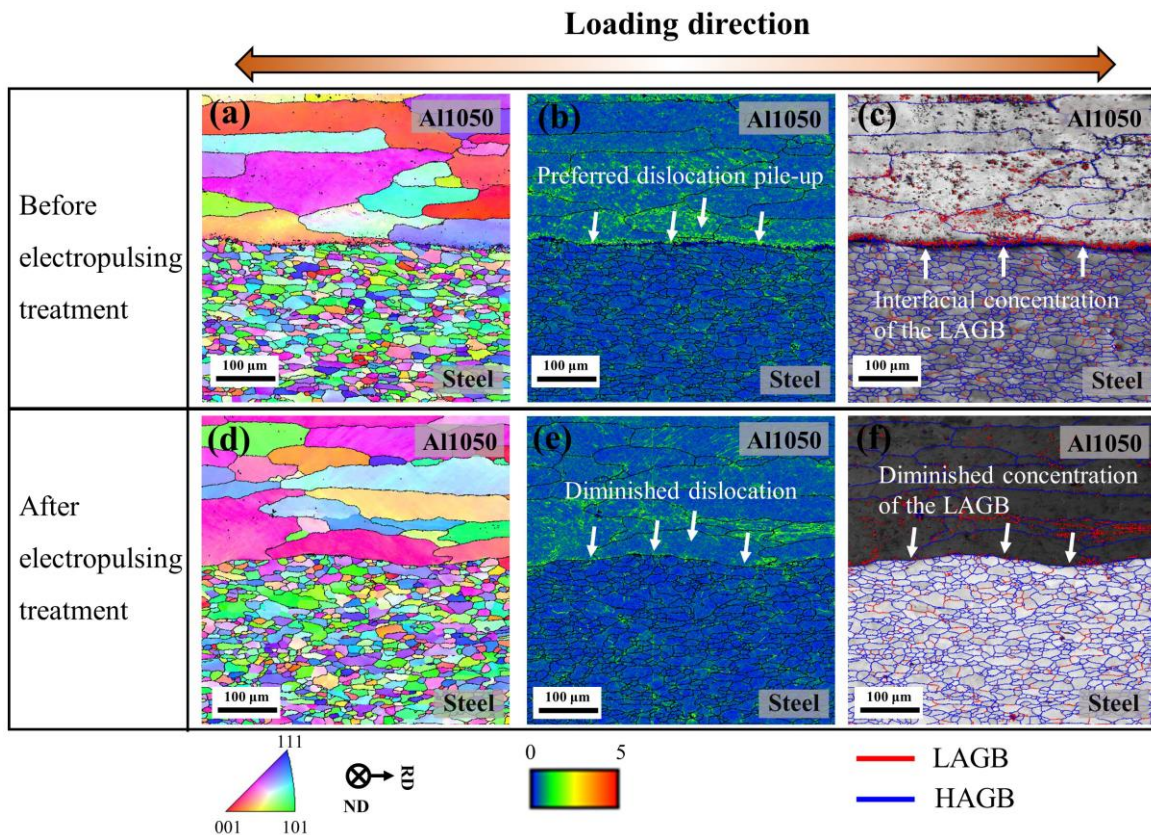 Loading direction
Before
electropulsing
treatment
(a)
Al1050
100 μm
Steel
(b)
Al1050
Preferred dislocation pile-up
100 μm
Steel
(c)
Al1050
Interfacial concentration
of the LAGB
100 μm
Steel
After
electropulsing
treatment
(d)
Al1050
100 μm
Steel
(e)
Al1050
Diminished dislocation
100 μm
Steel
(f)
Al1050
Diminished concentration
of the LAGB
100 μm
Steel
111
001
101
RD
ND
0
5
LAGB
HAGB